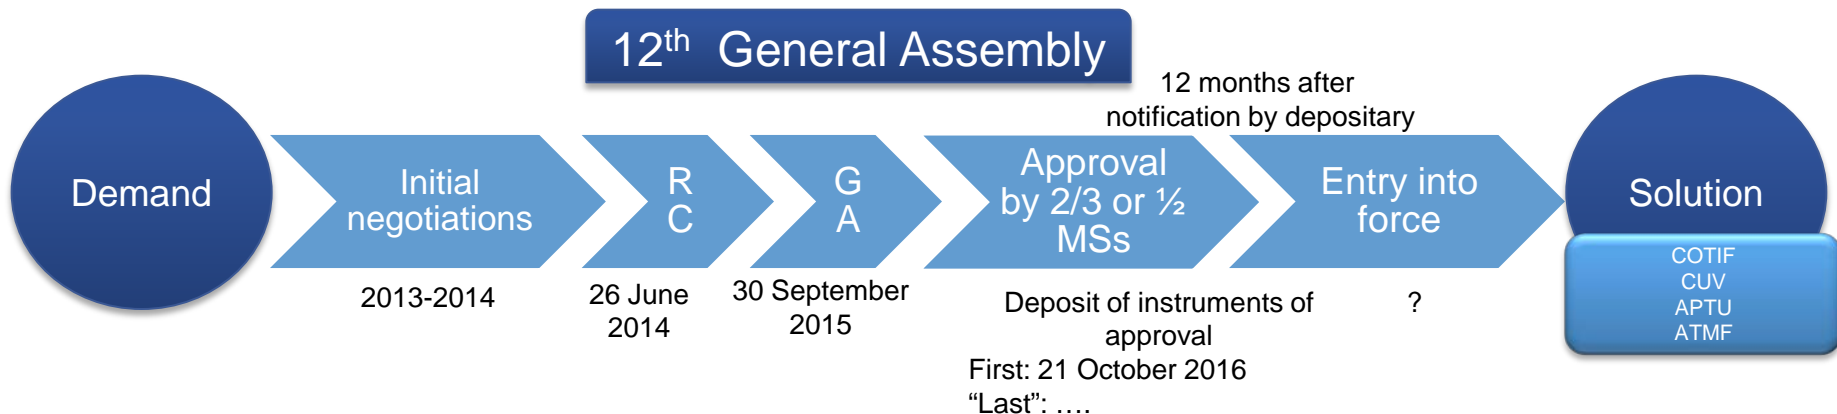 12th General Assembly
12 months after
notification by depositary
Demand
Initial
negotiations
R
C
G
A
Approval
by 2/3 or ½
MSs
Entry into
force
Solution
2013-2014
26 June
2014
30 September
2015
Deposit of instruments of
approval
First: 21 October 2016
“Last”: ....
?
COTIF
CUV
APTU
ATMF